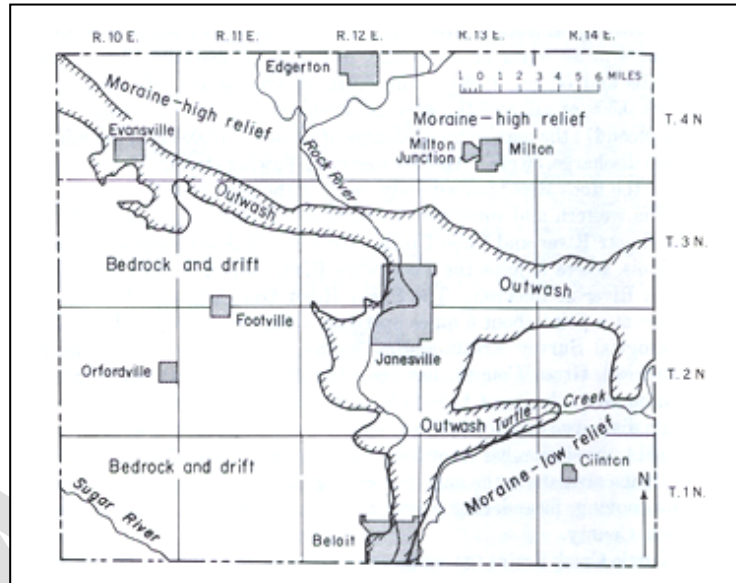 R. 10 E. R. 11 E. R. 12 E. R. 13 E. R. 14 E.
Edgerton
1 0 1 2 3 4 5 6 MILES
Moraine-high relief
Moraine-high relief
T. 4 N
Evansville
Milton Junction
Milton
Rock River
Outwash
T. 3 N.
Bedrock and drift
Outwash
Footville
Janesville
Orfordville
T. 2 N.
Outwash
Turtle Creek
Bedrock and drift
Moraine-low relief
Clinton
N
T. 1 N.
Sugar River
Beloit